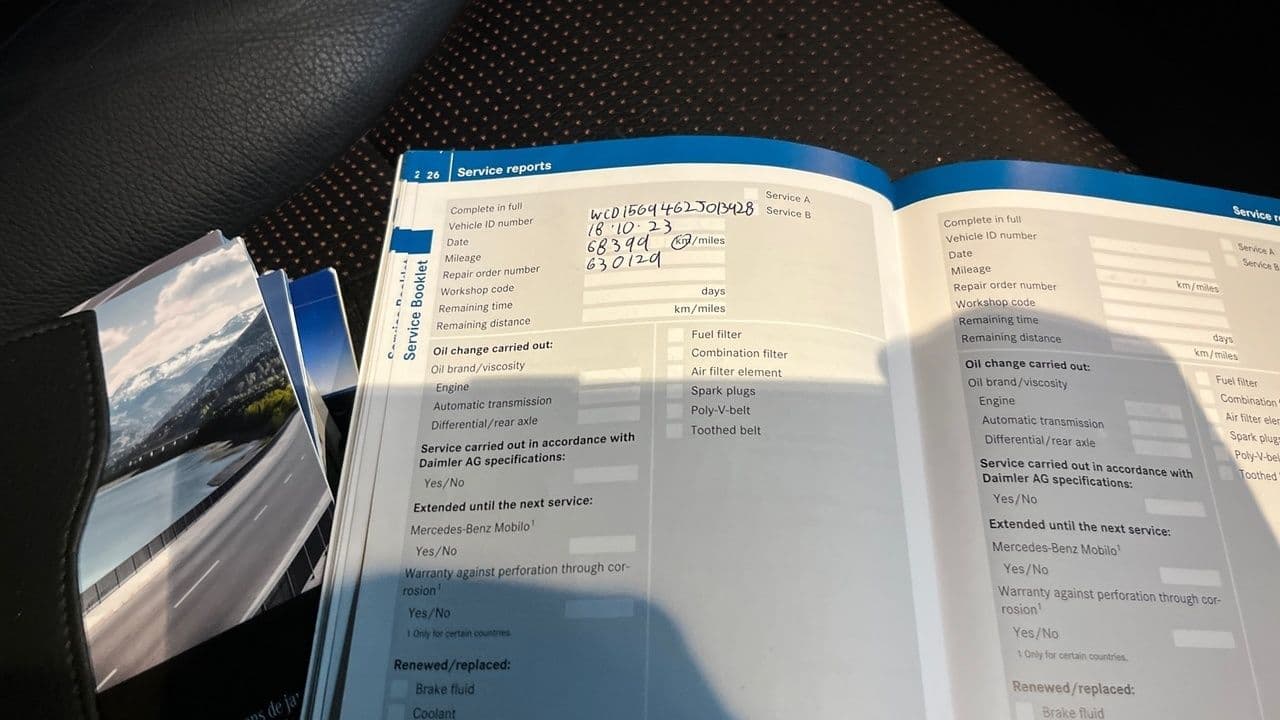 2 26 Service reports
Complete in full
Vehicle ID number WCD1569462J013428
Date 18.10.23
Mileage 68399 km/miles
Repair order number 630129
Workshop code
Remaining time days
Remaining distance km/miles
Service A
Service B
Service Booklet
Oil change carried out:
Oil brand/viscosity
Engine
Automatic transmission
Differential/rear axle
Service carried out in accordance with
Daimler AG specifications:
Yes/No
Extended until the next service:
Mercedes-Benz Mobilo¹
Yes/No
Warranty against perforation through cor-
rosion¹
Yes/No
1 Only for certain countries.
Renewed/replaced:
Brake fluid
Coolant
Fuel filter
Combination filter
Air filter element
Spark plugs
Poly-V-belt
Toothed belt
Service r
Complete in full
Vehicle ID number
Date
Mileage km/miles
Repair order number
Workshop code
Remaining time days
Remaining distance km/miles
Service A
Service B
Oil change carried out:
Oil brand/viscosity
Engine
Automatic transmission
Differential/rear axle
Service carried out in accordance with
Daimler AG specifications:
Yes/No
Extended until the next service:
Mercedes-Benz Mobilo¹
Yes/No
Warranty against perforation through cor-
rosion¹
Yes/No
1 Only for certain countries.
Renewed/replaced:
Brake fluid
Fuel filter
Combination
Air filter eler
Spark plugs
Poly-V-bel
Toothed